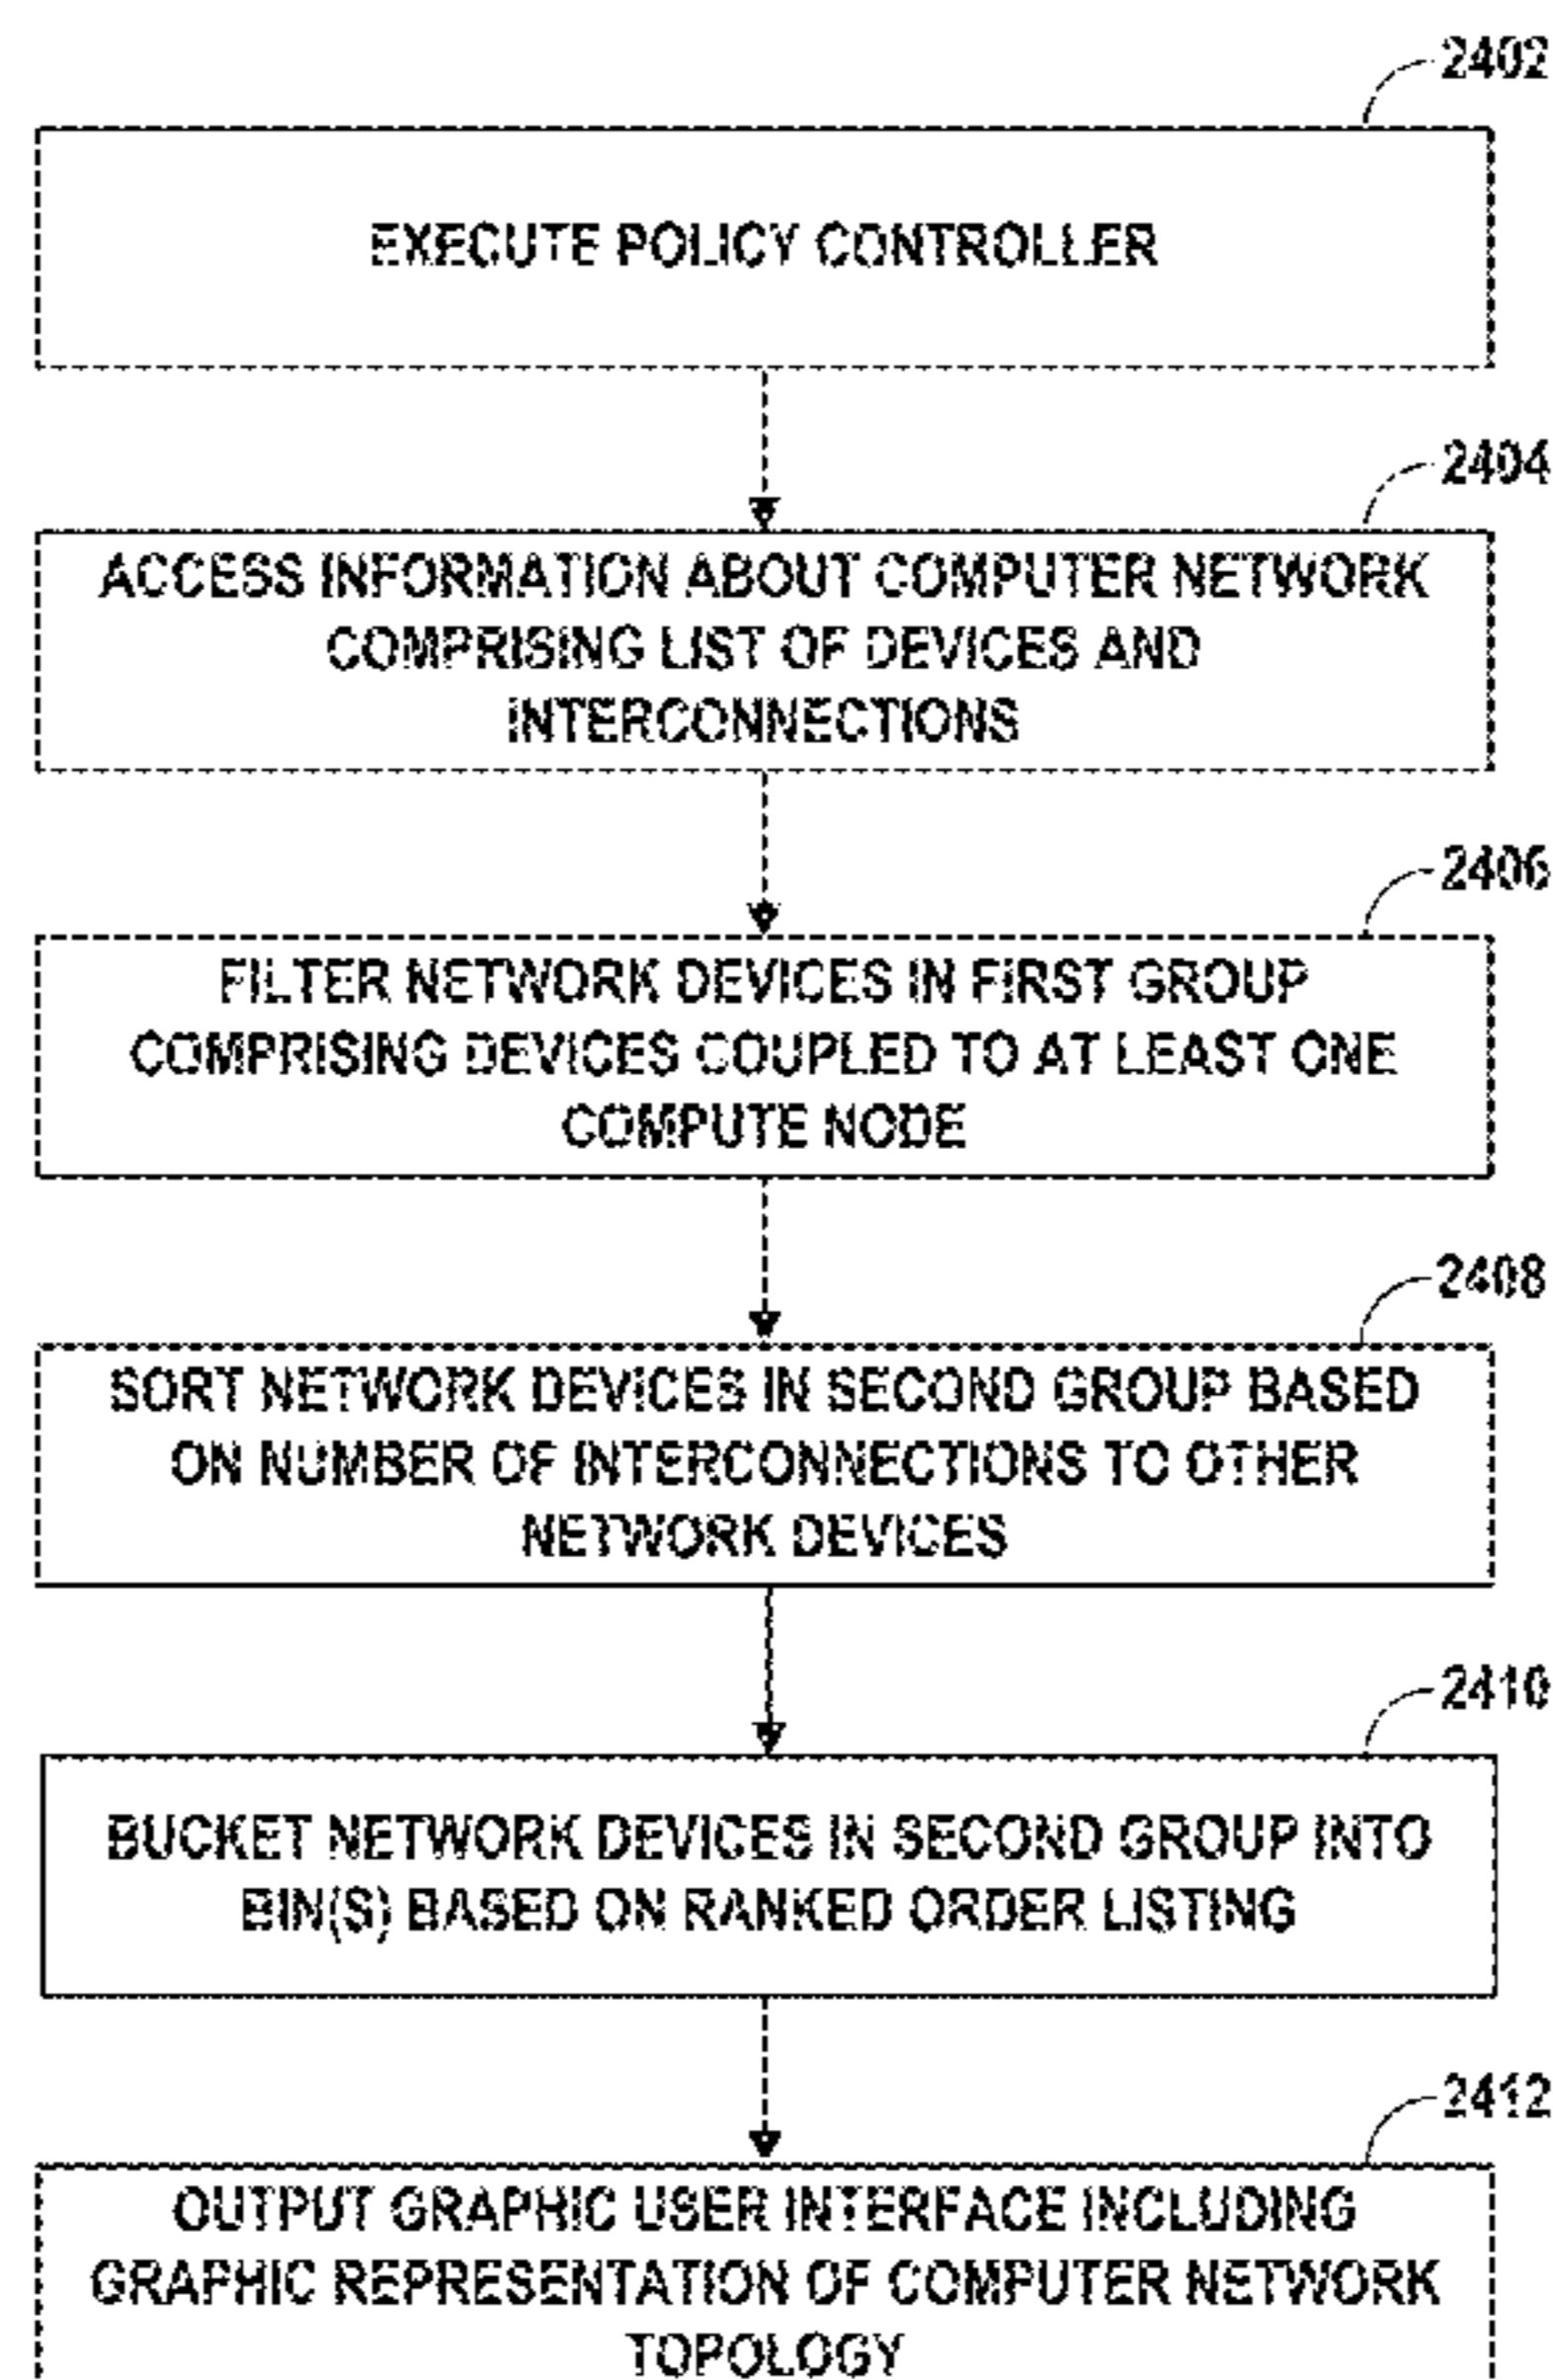 2402
EXECUTE POLICY CONTROLLER
2404
ACCESS INFORMATION ABOUT COMPUTER NETWORK
COMPRISING LIST OF DEVICES AND
INTERCONNECTIONS
2406
FILTER NETWORK DEVICES IN FIRST GROUP
COMPRISING DEVICES COUPLED TO AT LEAST ONE
COMPUTE NODE
2408
SORT NETWORK DEVICES IN SECOND GROUP BASED
ON NUMBER OF INTERCONNECTIONS TO OTHER
NETWORK DEVICES
2410
BUCKET NETWORK DEVICES IN SECOND GROUP INTO
BIN(S) BASED ON RANKED ORDER LISTING
2412
OUTPUT GRAPHIC USER INTERFACE INCLUDING
GRAPHIC REPRESENTATION OF COMPUTER NETWORK
TOPOLOGY